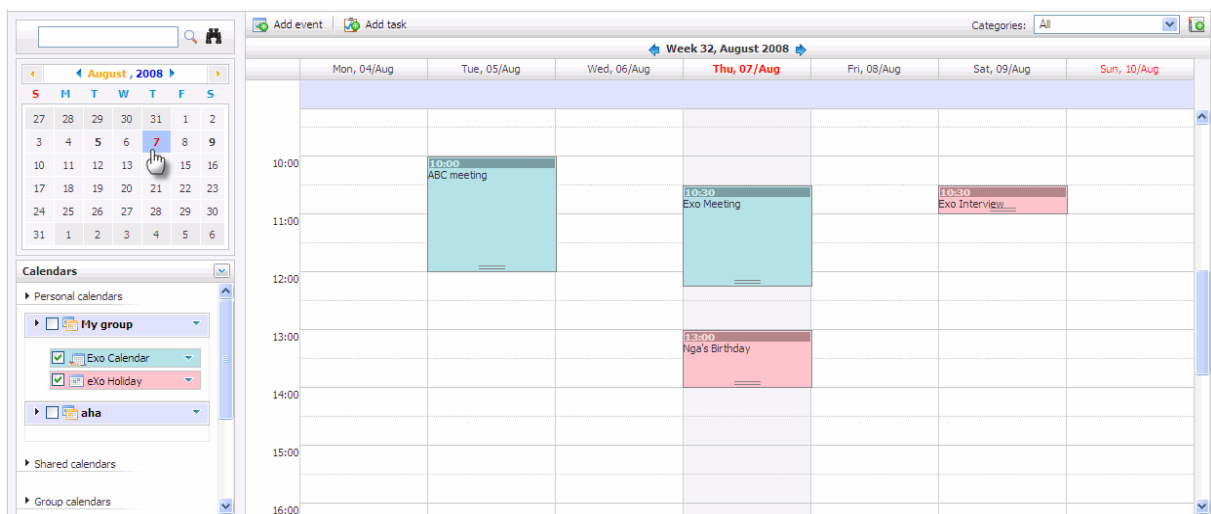 Add event
Add task
Categories: All
Week 32, August 2008
August , 2008
S M T W T F S
27 28 29 30 31 1 2
3 4 5 6 7 8 9
10 11 12 13 15 16
17 18 19 20 21 22 23
24 25 26 27 28 29 30
31 1 2 3 4 5 6
Calendars
Personal calendars
My group
Exo Calendar
eXo Holiday
aha
Shared calendars
Group calendars
Mon, 04/Aug Tue, 05/Aug Wed, 06/Aug Thu, 07/Aug Fri, 08/Aug Sat, 09/Aug Sun, 10/Aug
10:00
11:00
12:00
13:00
14:00
15:00
16:00
10:00
ABC meeting
10:30
Exo Meeting
13:00
Nga's Birthday
10:30
Exo Interview